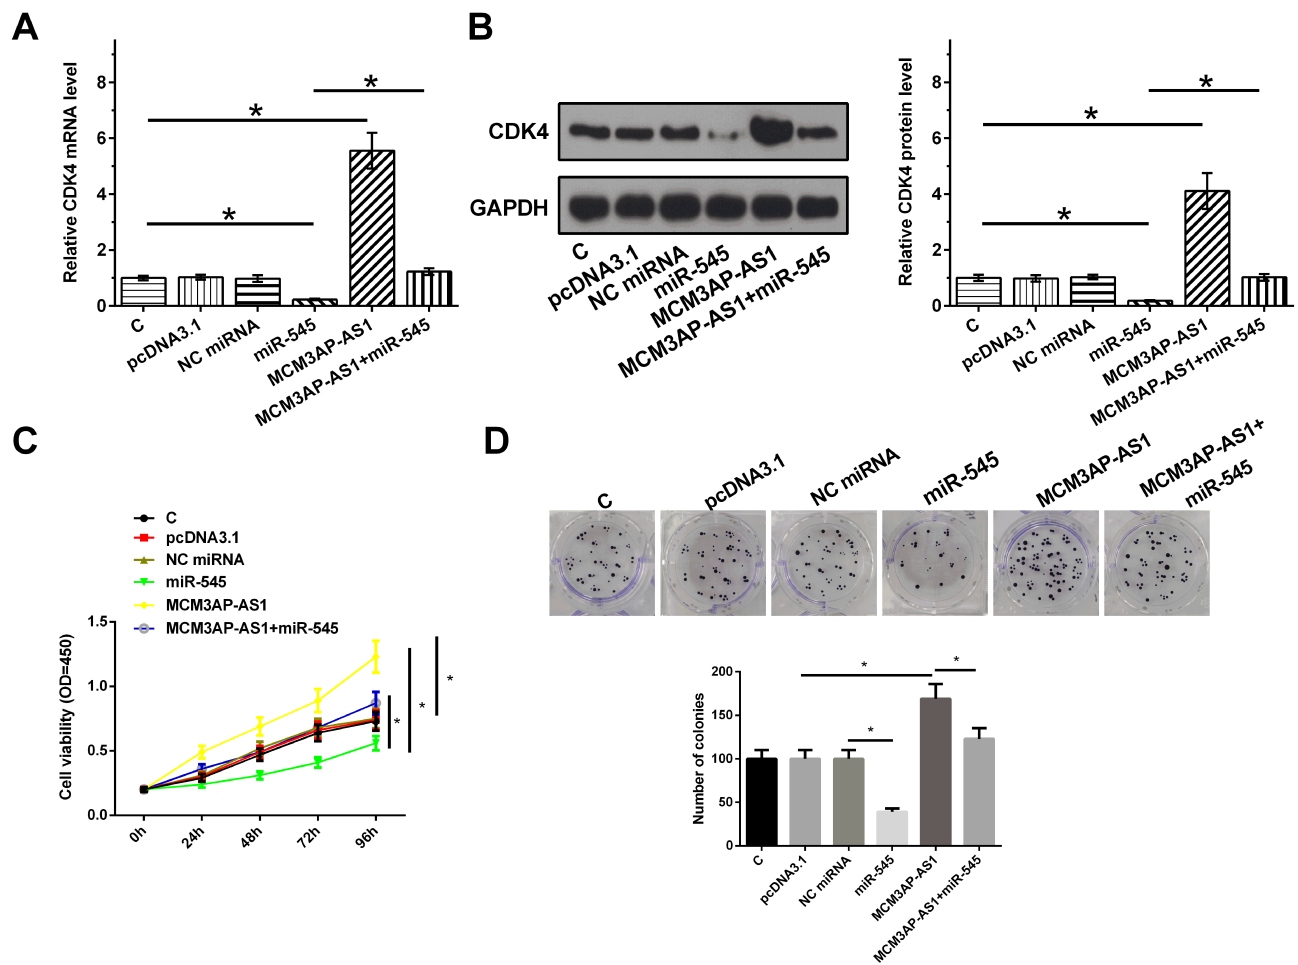 A
Relative CDK4 mRNA level
8
6
4
2
0
*
*
*
C
pcDNA3.1
NC miRNA
miR-545
MCM3AP-AS1
MCM3AP-AS1+miR-545
B
CDK4
GAPDH
C
pcDNA3.1
NC miRNA
miR-545
MCM3AP-AS1
MCM3AP-AS1+miR-545
Relative CDK4 protein level
8
6
4
2
0
*
*
*
C
pcDNA3.1
NC miRNA
miR-545
MCM3AP-AS1
MCM3AP-AS1+miR-545
C
C
pcDNA3.1
NC miRNA
miR-545
MCM3AP-AS1
MCM3AP-AS1+miR-545
Cell viability (OD=450)
1.5
1.0
0.5
0.0
0h
24h
48h
72h
96h
*
*
*
D
C
pcDNA3.1
NC miRNA
miR-545
MCM3AP-AS1
MCM3AP-AS1+
miR-545
Number of colonies
200
150
100
50
0
*
*
*
C
pcDNA3.1
NC miRNA
miR-545
MCM3AP-AS1
MCM3AP-AS1+miR-545